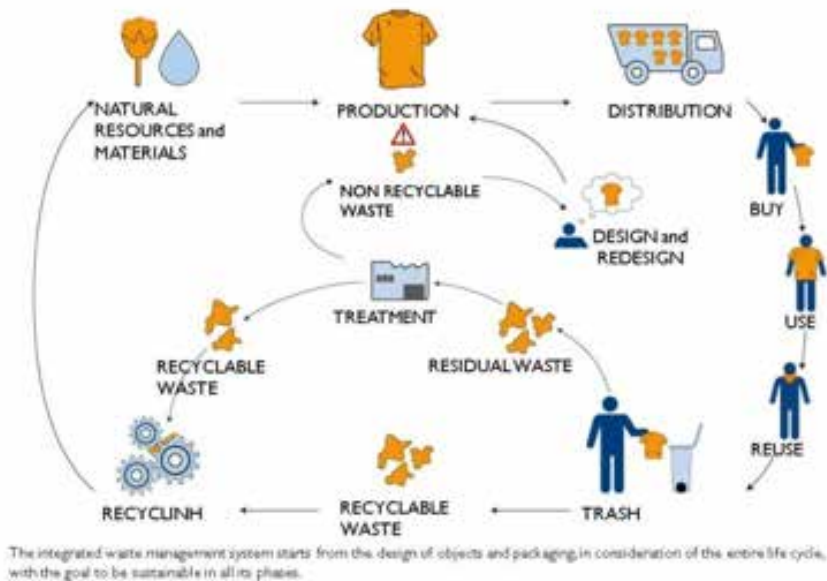 NATURAL
RESOURCES and
MATERIALS
PRODUCTION
DISTRIBUTION
NON RECYCLABLE
WASTE
DESIGN and
REDESIGN
BUY
USE
REUSE
TREATMENT
RECYCLABLE
WASTE
RESIDUAL WASTE
RECYCLINH
RECYCLABLE
WASTE
TRASH
The integrated waste management system starts from the design of objects and packaging, in consideration of the entire life cycle,
with the goal to be sustainable in all its phases.